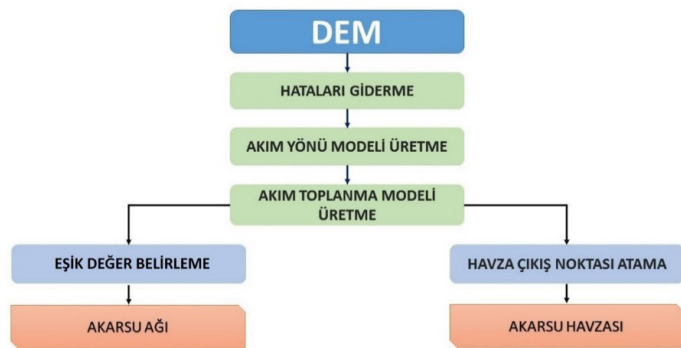 DEM
HATALARI GİDERME
AKIM YÖNÜ MODELİ ÜRETME
AKIM TOPLANMA MODELİ
ÜRETME
EŞİK DEĞER BELİRLEME
HAVZA ÇIKIŞ NOKTASI ATAMA
AKARSU AĞI
AKARSU HAVZASI